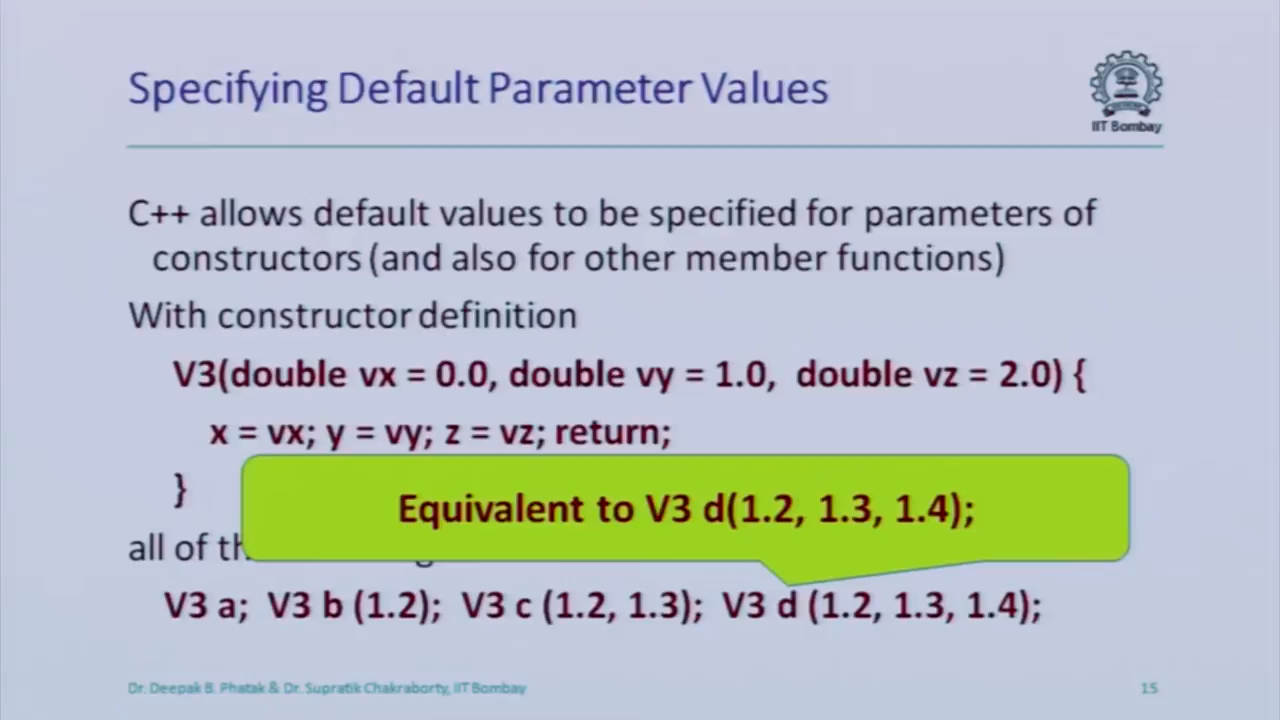 Specifying Default Parameter Values
IIT Bombay
C++ allows default values to be specified for parameters of
constructors (and also for other member functions)
With constructor definition
V3(double vx = 0.0, double vy = 1.0, double vz = 2.0) {
x = vx; y = vy; z = vz; return;
}
Equivalent to V3 d(1.2, 1.3, 1.4);
all of
V3 a; V3 b (1.2); V3 c (1.2, 1.3); V3 d (1.2, 1.3, 1.4);
Dr. Deepak B. Phatak & Dr. Supratik Chakraborty, IIT Bombay
15